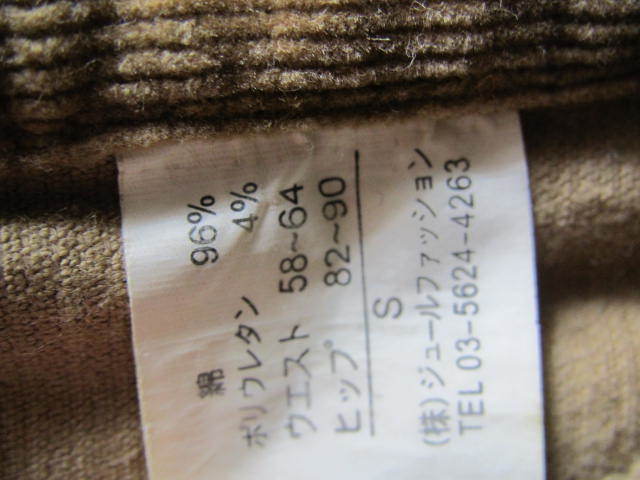 綿 96%
ポリウレタン 4%
ウエスト 58~64
ヒップ 82~90
S
(株)ジュールファッション
TEL 03-5624-4263